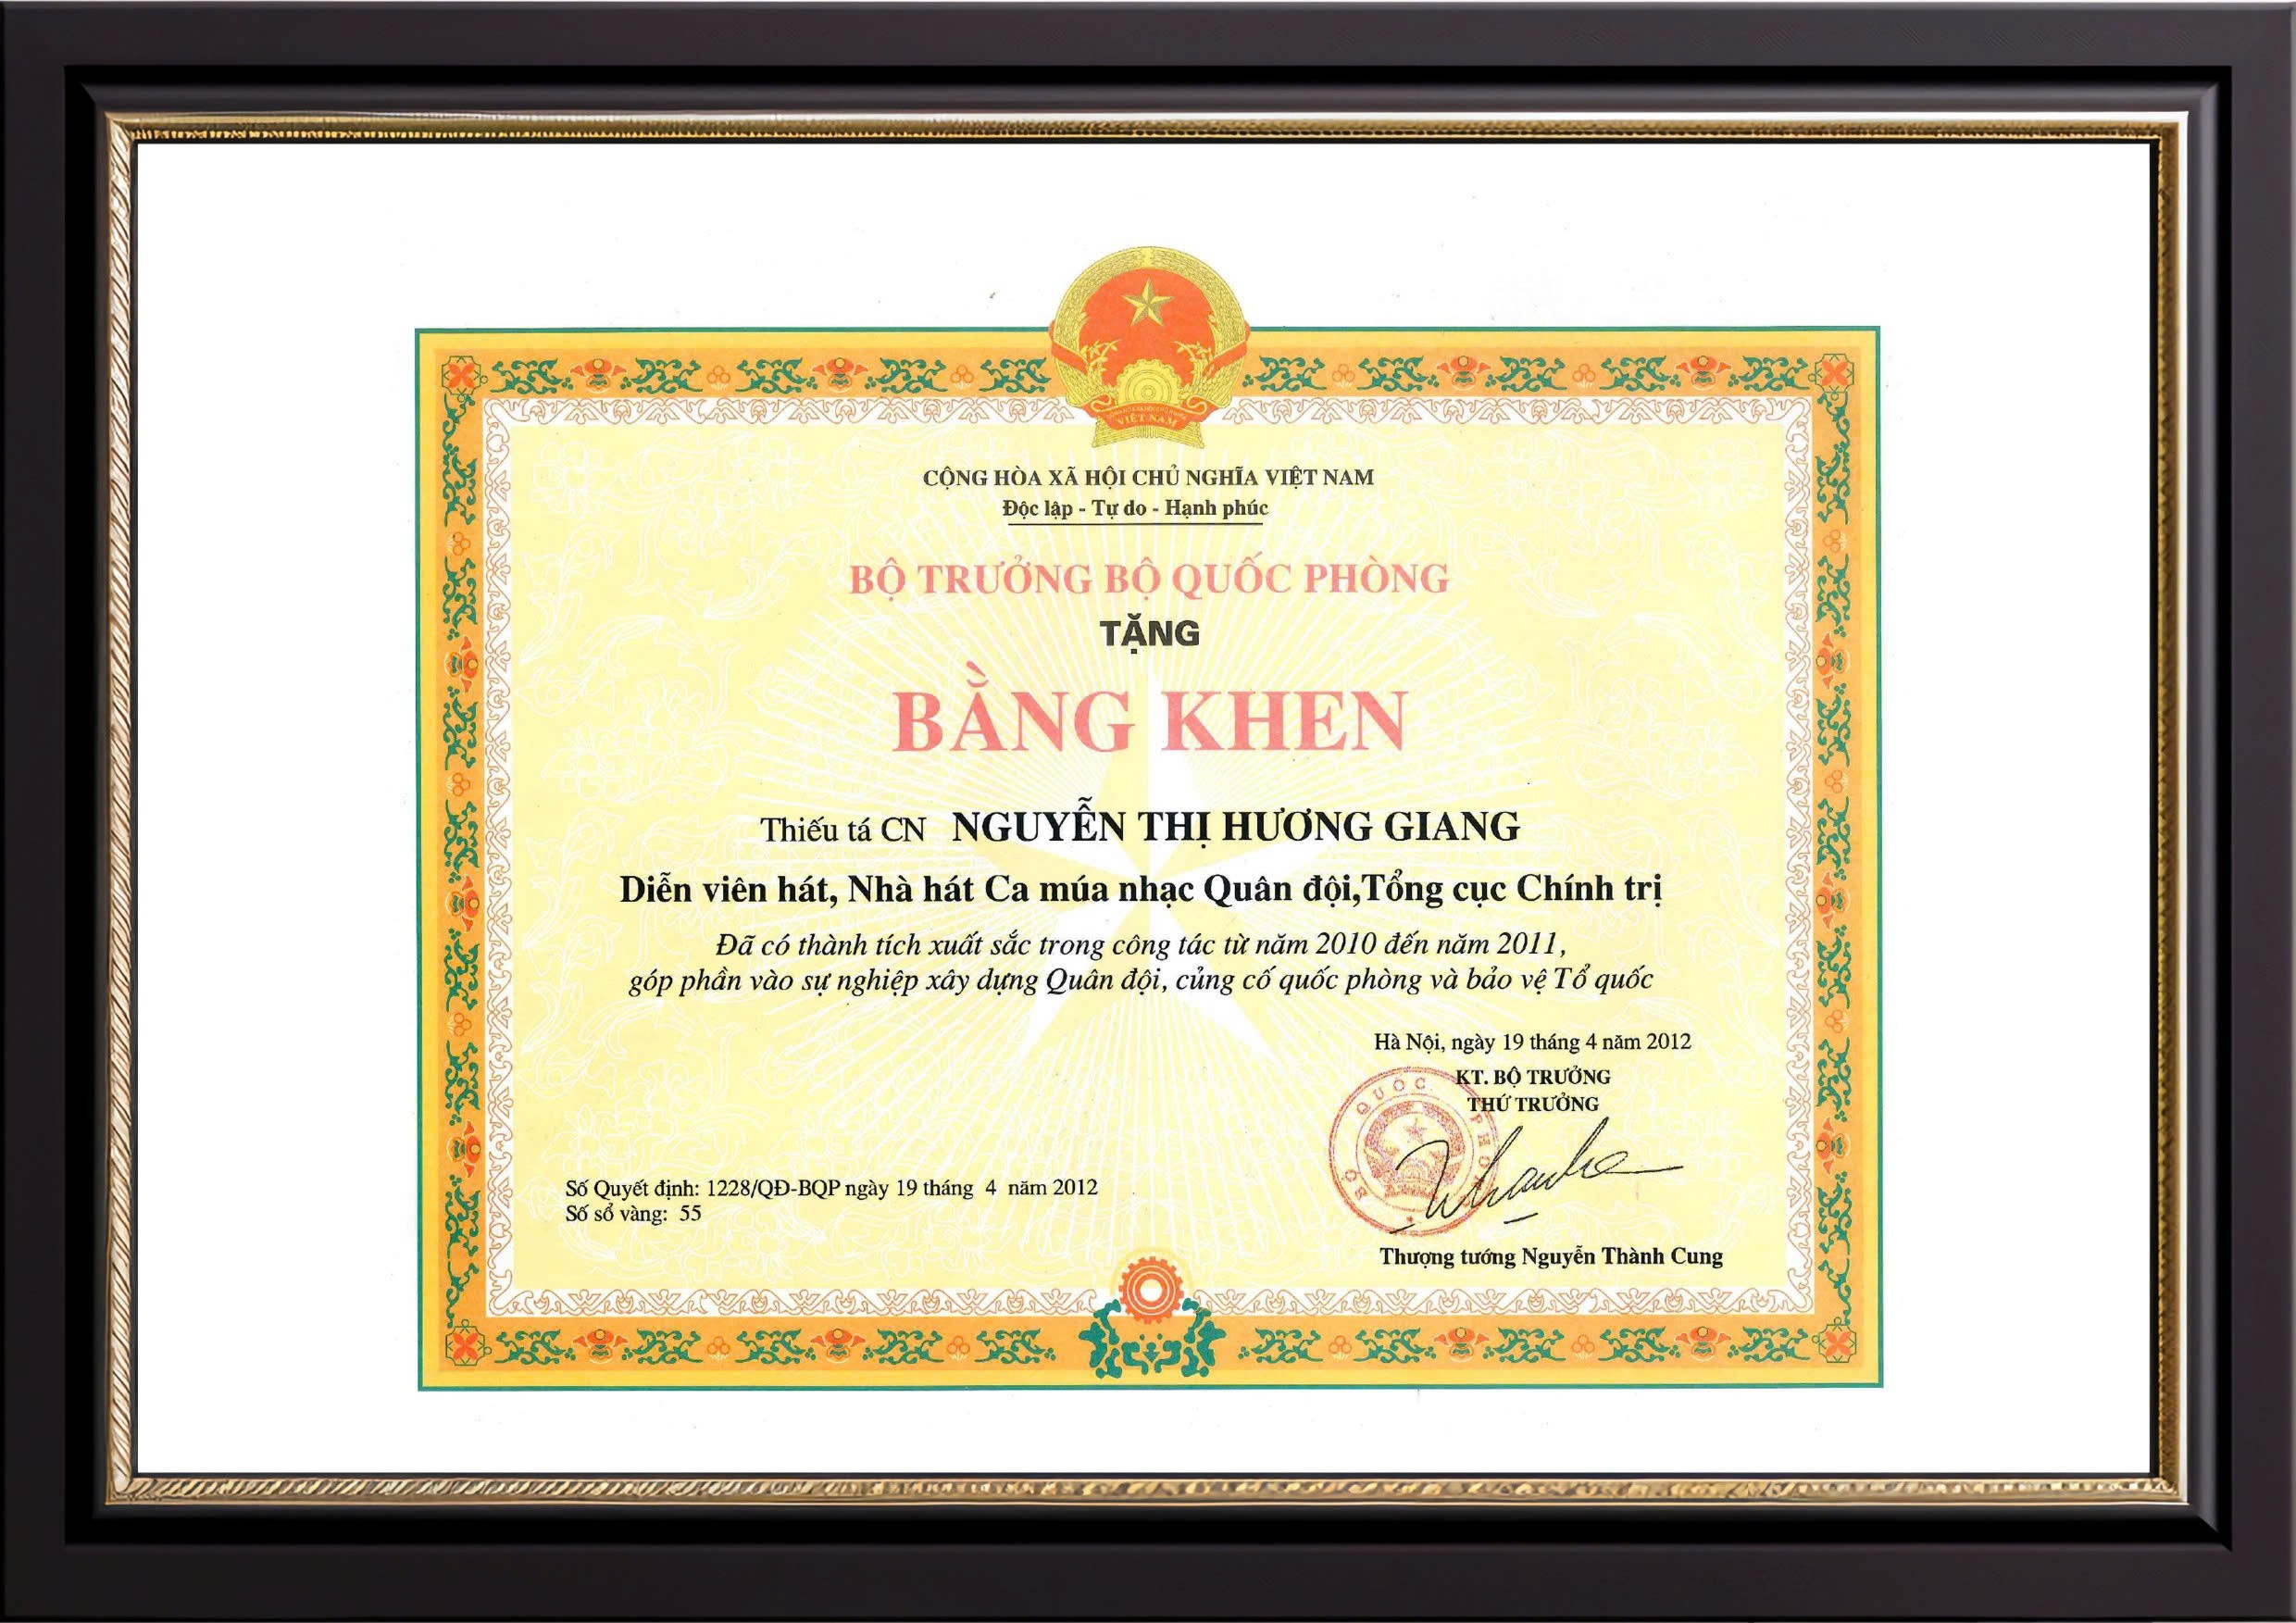 VIỆT NAM
CỘNG HÒA XÃ HỘI CHỦ NGHĨA VIỆT NAM
Độc lập - Tự do - Hạnh phúc
BỘ TRƯỞNG BỘ QUỐC PHÒNG
TẶNG
BẰNG KHEN
Thiếu tá CN NGUYỄN THỊ HƯƠNG GIANG
Diễn viên hát, Nhà hát Ca múa nhạc Quân đội,Tổng cục Chính trị
Đã có thành tích xuất sắc trong công tác từ năm 2010 đến năm 2011,
góp phần vào sự nghiệp xây dựng Quân đội, củng cố quốc phòng và bảo vệ Tổ quốc
Hà Nội, ngày 19 tháng 4 năm 2012
KT. BỘ TRƯỞNG
THỨ TRƯỞNG
BỘ QUỐC PHÒNG
Số Quyết định: 1228/QĐ-BQP ngày 19 tháng 4 năm 2012
Số sổ vàng: 55
Thượng tướng Nguyễn Thành Cung